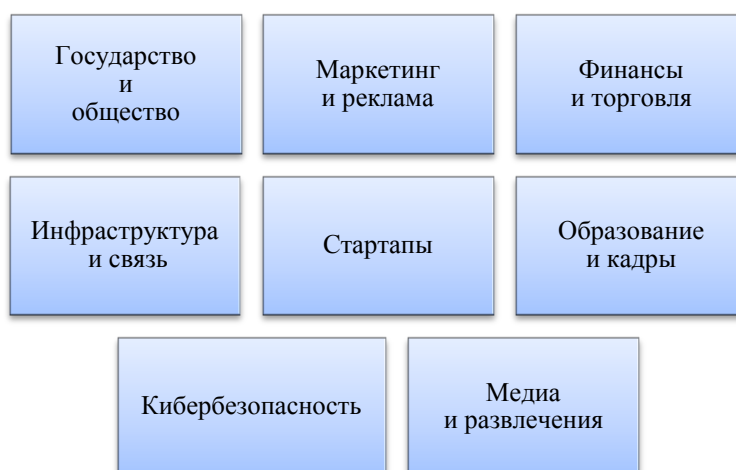 Государство
и
общество
Маркетинг
и реклама
Финансы
и торговля
Инфраструктура
и связь
Стартапы
Образование
и кадры
Кибербезопасность
Медиа
и развлечения